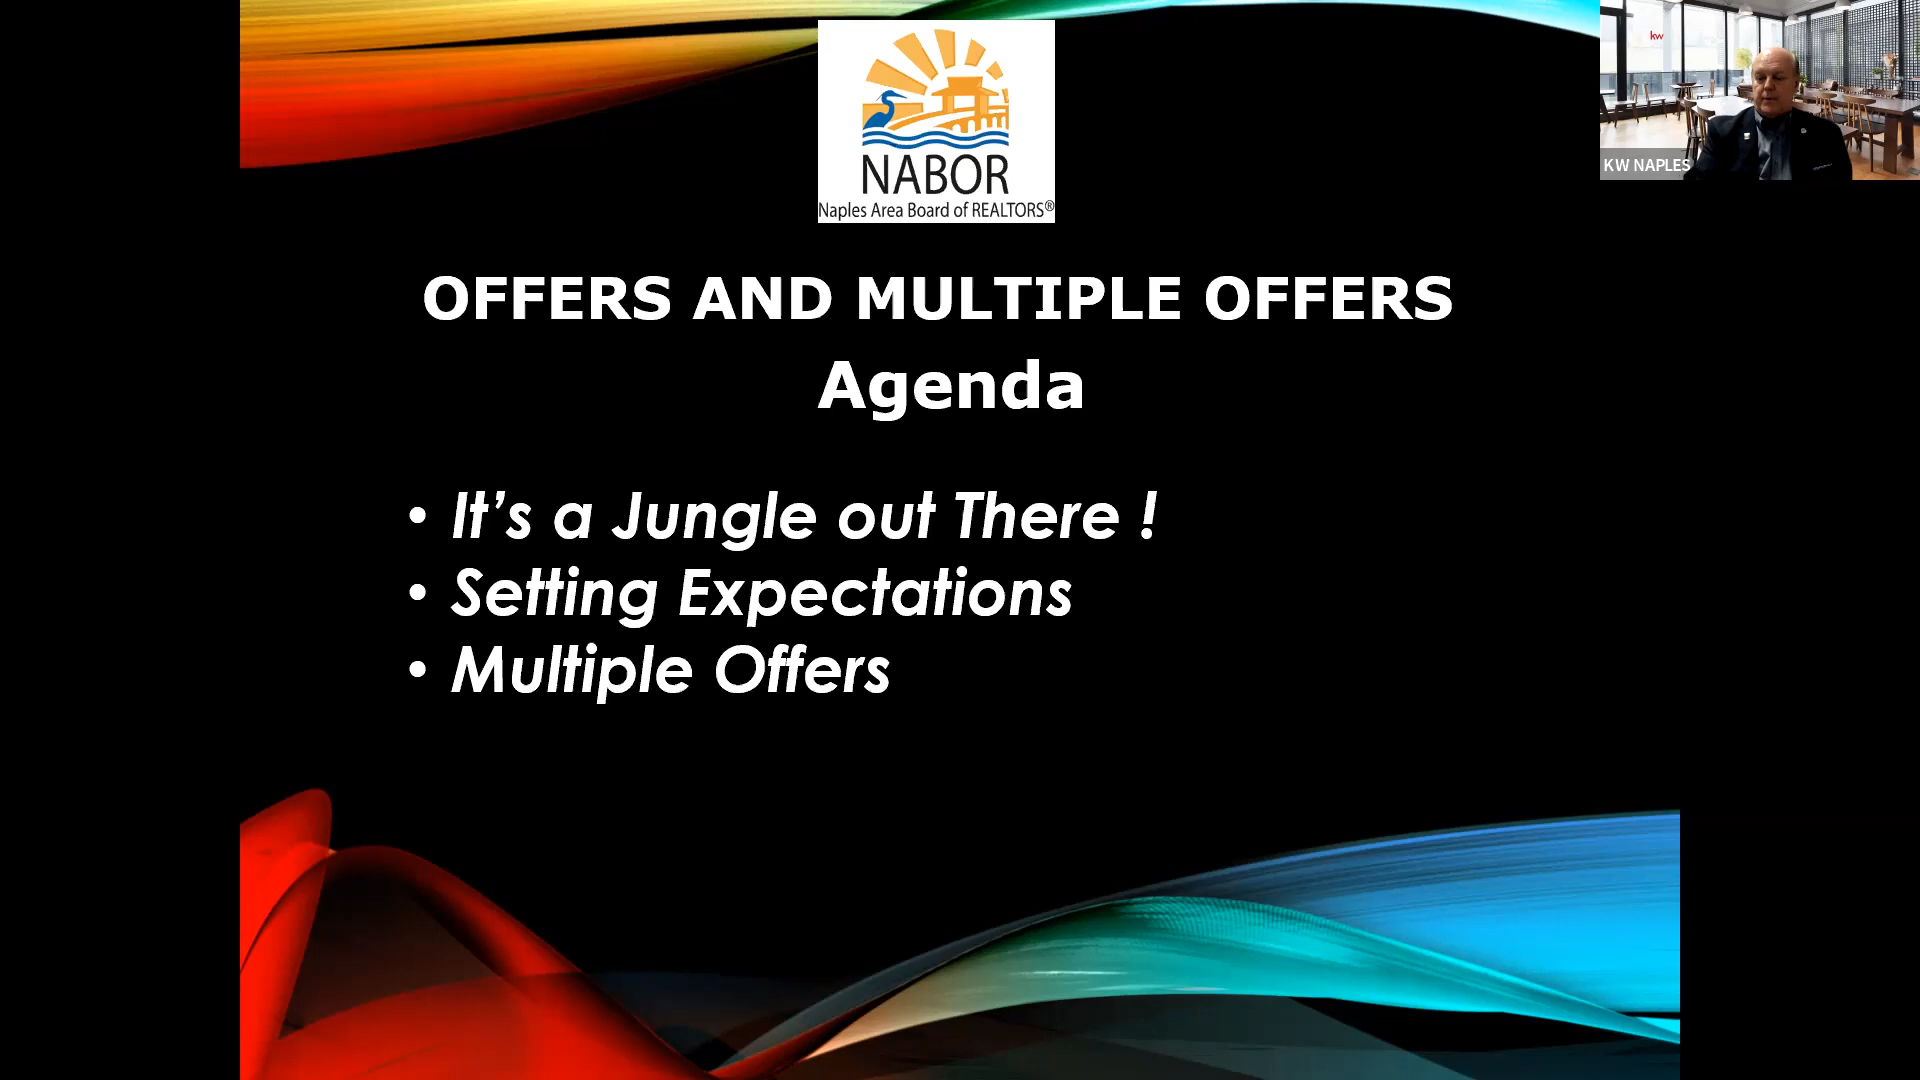 NABOR
Naples Area Board of REALTORS®
kw
KW NAPLES
OFFERS AND MULTIPLE OFFERS
Agenda
• It’s a Jungle out There !
• Setting Expectations
• Multiple Offers